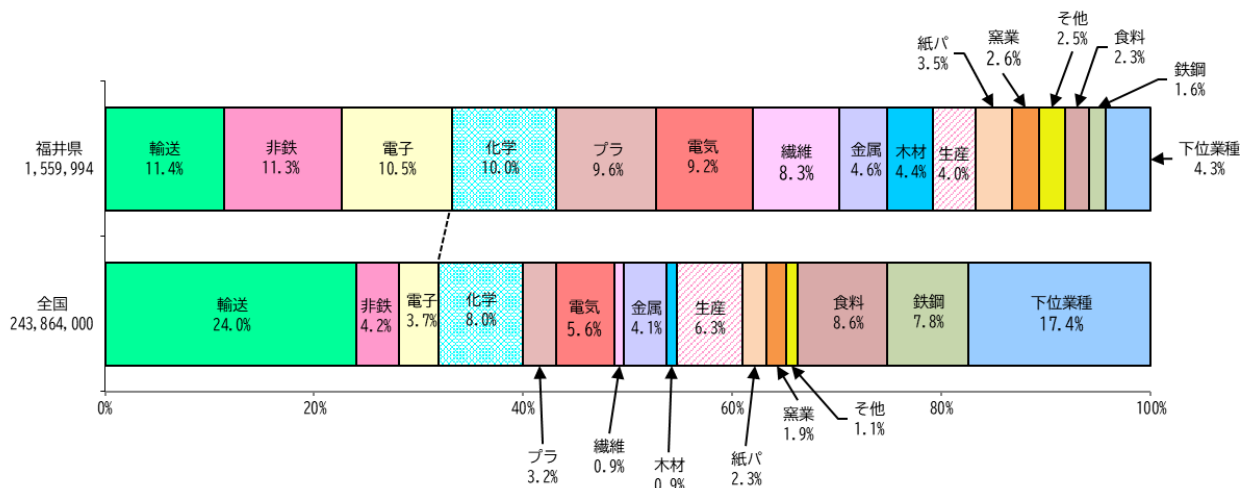 紙パ
3.5%
窯業
2.6%
そ他
2.5%
食料
2.3%
鉄鋼
1.6%
福井県
1,559,994
輸送
11.4%
非鉄
11.3%
電子
10.5%
化学
10.0%
プラ
9.6%
電気
9.2%
繊維
8.3%
金属
4.6%
木材
4.4%
生産
4.0%
下位業種
4.3%
全国
243,864,000
輸送
24.0%
非鉄
4.2%
電子
3.7%
化学
8.0%
電気
5.6%
金属
4.1%
生産
6.3%
食料
8.6%
鉄鋼
7.8%
下位業種
17.4%
0%
20%
40%
60%
80%
100%
プラ
3.2%
繊維
0.9%
木材
0.9%
紙パ
2.3%
窯業
1.9%
そ他
1.1%